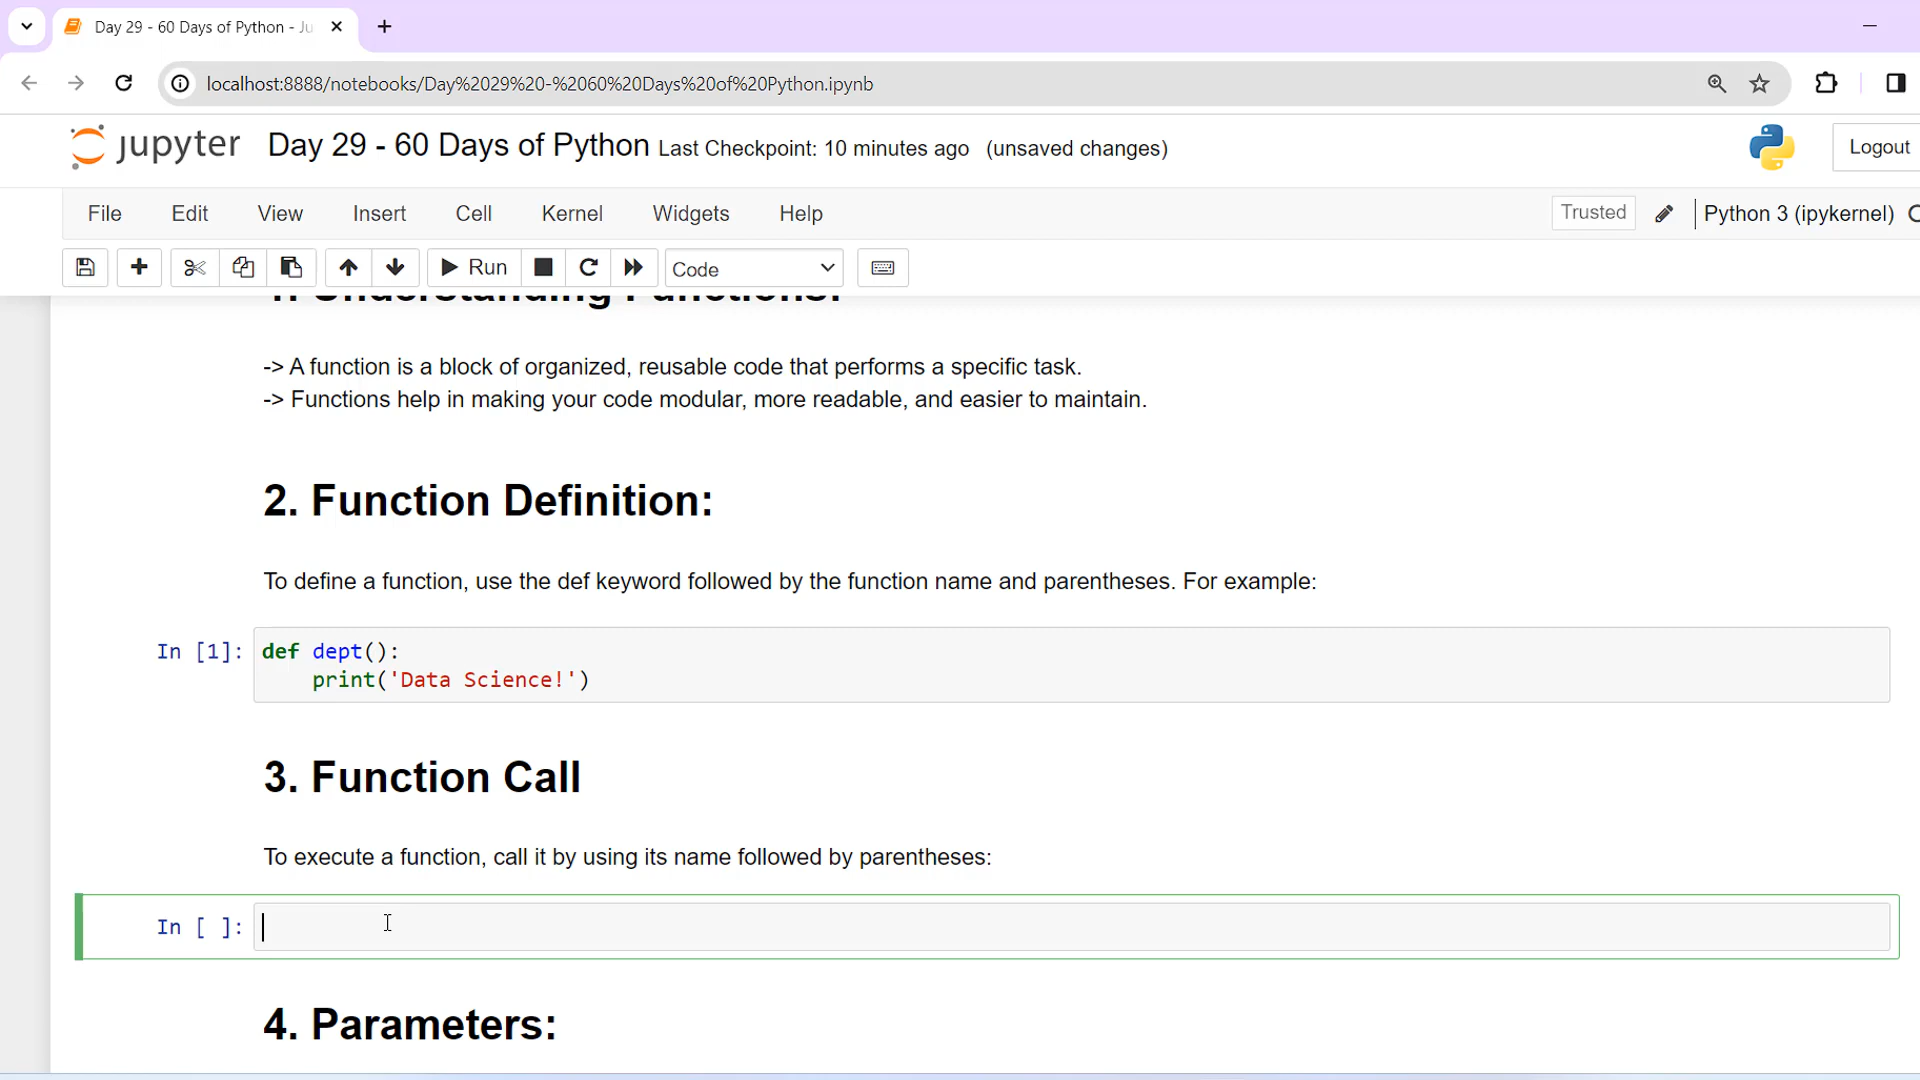 Day 29 - 60 Days of Python - Ju
localhost:8888/notebooks/Day%2029%20-%2060%20Days%20of%20Python.ipynb
jupyter Day 29 - 60 Days of Python Last Checkpoint: 10 minutes ago (unsaved changes)
Logout
File Edit View Insert Cell Kernel Widgets Help
Trusted
Python 3 (ipykernel)
Run
Code
1. Understanding Functions:
-> A function is a block of organized, reusable code that performs a specific task.
-> Functions help in making your code modular, more readable, and easier to maintain.
2. Function Definition:
To define a function, use the def keyword followed by the function name and parentheses. For example:
In [1]: def dept():
print('Data Science!')
3. Function Call
To execute a function, call it by using its name followed by parentheses:
In [ ]:
4. Parameters: